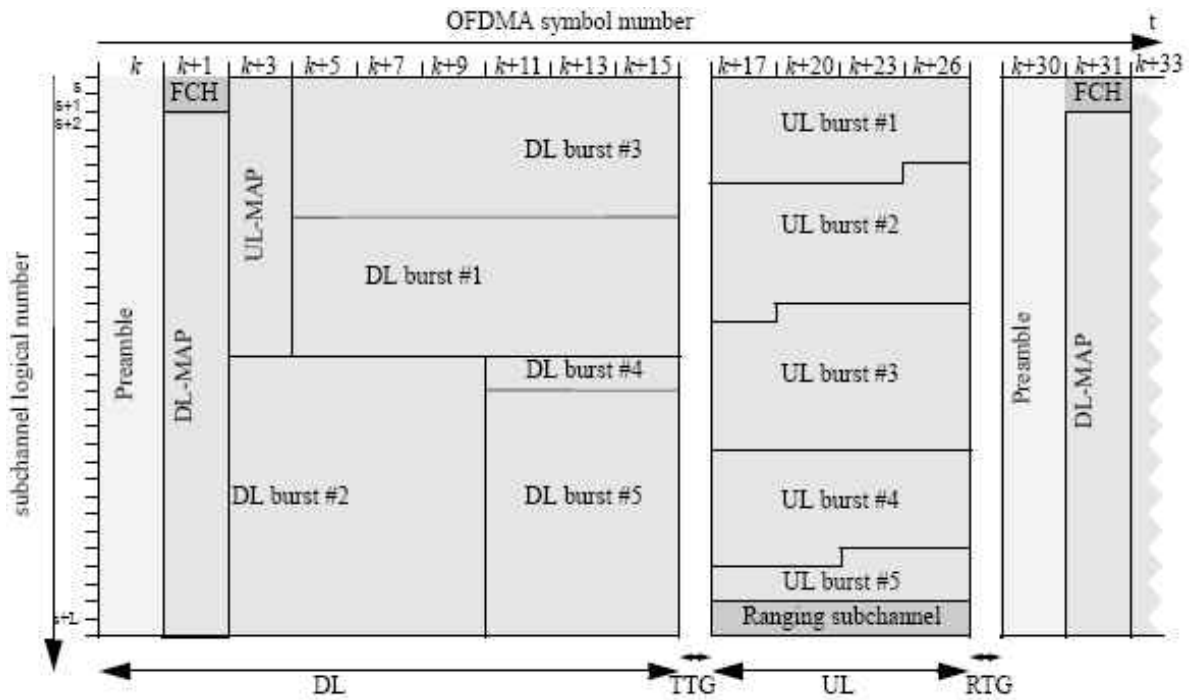 OFDMA symbol number
t
k k+1 k+3 k+5 k+7 k+9 k+11 k+13 k+15 k+17 k+20 k+23 k+26 k+30 k+31 k+33
s
s+1
s+2
s+L
subchannel logical number
Preamble
FCH
DL-MAP
UL-MAP
DL burst #3
DL burst #1
DL burst #4
DL burst #2
DL burst #5
UL burst #1
UL burst #2
UL burst #3
UL burst #4
UL burst #5
Ranging subchannel
Preamble
FCH
DL-MAP
DL TTG UL RTG